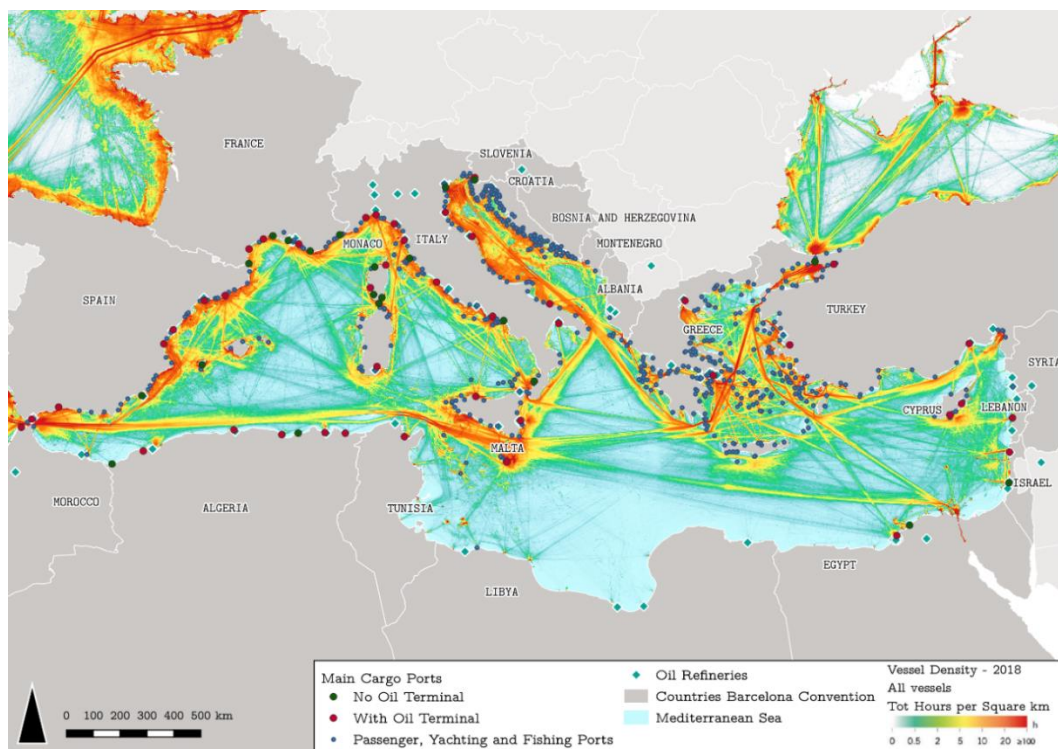 SLOVENIA
FRANCE
CROATIA
BOSNIA AND HERZEGOVINA
MONACO
ITALY
MONTENEGRO
ALBANIA
SPAIN
GREECE
TURKEY
SYRIA
CYPRUS
LEBANON
MALTA
ISRAEL
MOROCCO
ALGERIA
TUNISIA
EGYPT
LIBYA
Main Cargo Ports
No Oil Terminal
With Oil Terminal
Passenger, Yachting and Fishing Ports
Oil Refineries
Countries Barcelona Convention
Mediterranean Sea
Vessel Density - 2018
All vessels
Tot Hours per Square km
h
0 0.5 2 5 10 20 ≥100
0 100 200 300 400 500 km